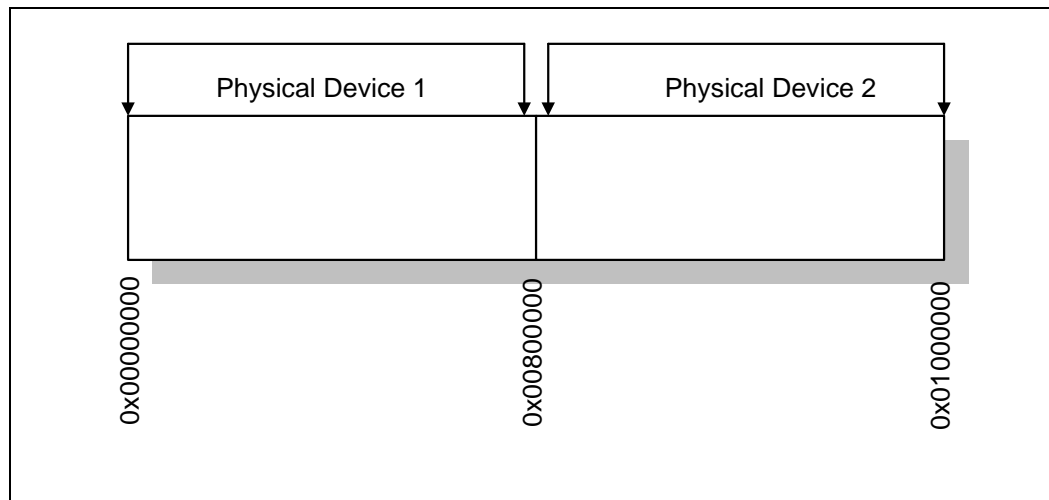 Physical Device 1
Physical Device 2
0x00000000
0x00800000
0x01000000